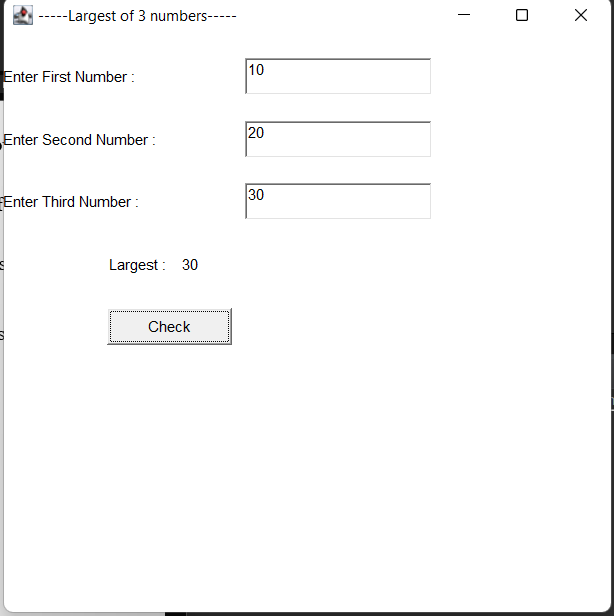 -----Largest of 3 numbers-----
Enter First Number : 10
Enter Second Number : 20
Enter Third Number : 30
Largest : 30
Check